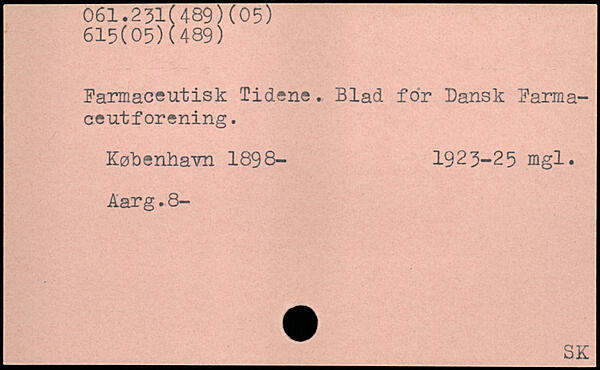 061.231(489)(05)
615(05)(489)
Farmaceutisk Tidene. Blad for Dansk Farma-
ceutforening.
København 1898- 1923-25 mgl.
Aarg.8-
SK